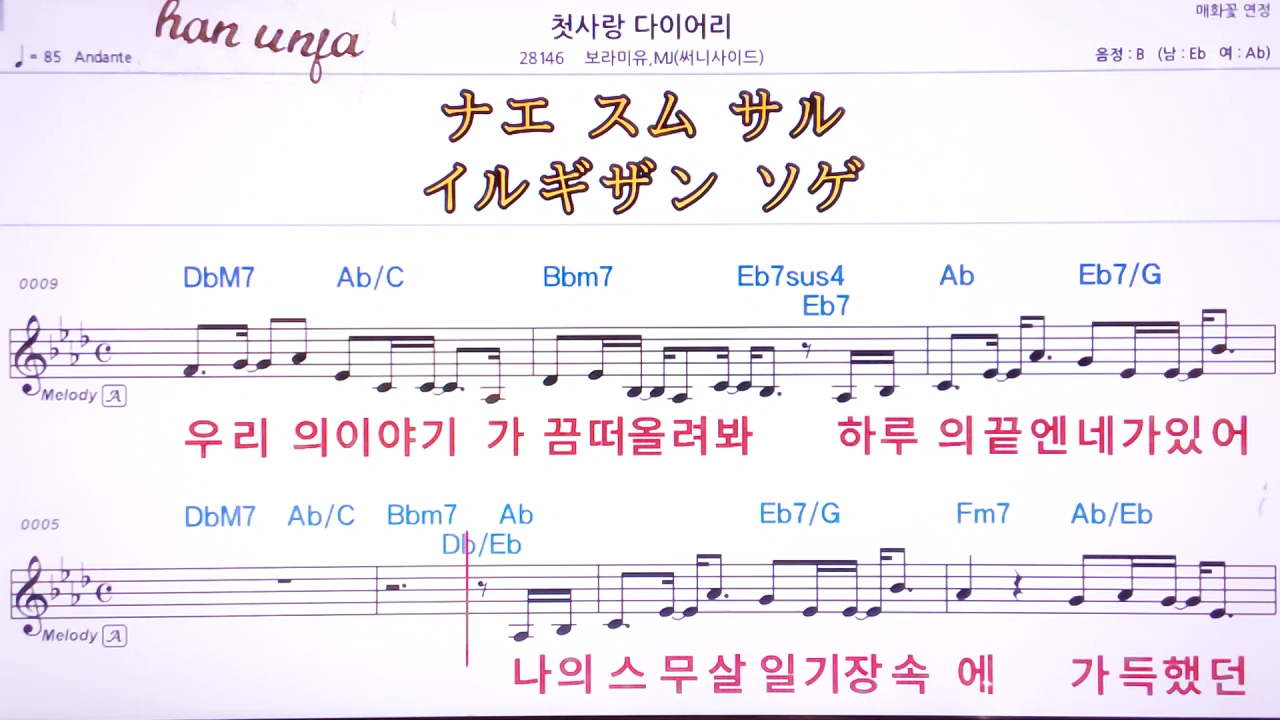 han unja
첫사랑 다이어리
매화꽃 연정
♩= 85 Andante
28146 보라미유,MJ(써니사이드)
음정 : B (남 : Eb 여 : Ab)
ナエ スム サル
イルギザン ソゲ
0009
DbM7 Ab/C Bbm7 Eb7sus4 Ab Eb7/G
Eb7
Melody A
우리 의이야기 가 끔떠올려봐 하루 의끝엔네가있어
0005
DbM7 Ab/C Bbm7 Ab Eb7/G Fm7 Ab/Eb
Db/Eb
Melody A
나의 스 무 살 일기장 속 에 가득했던